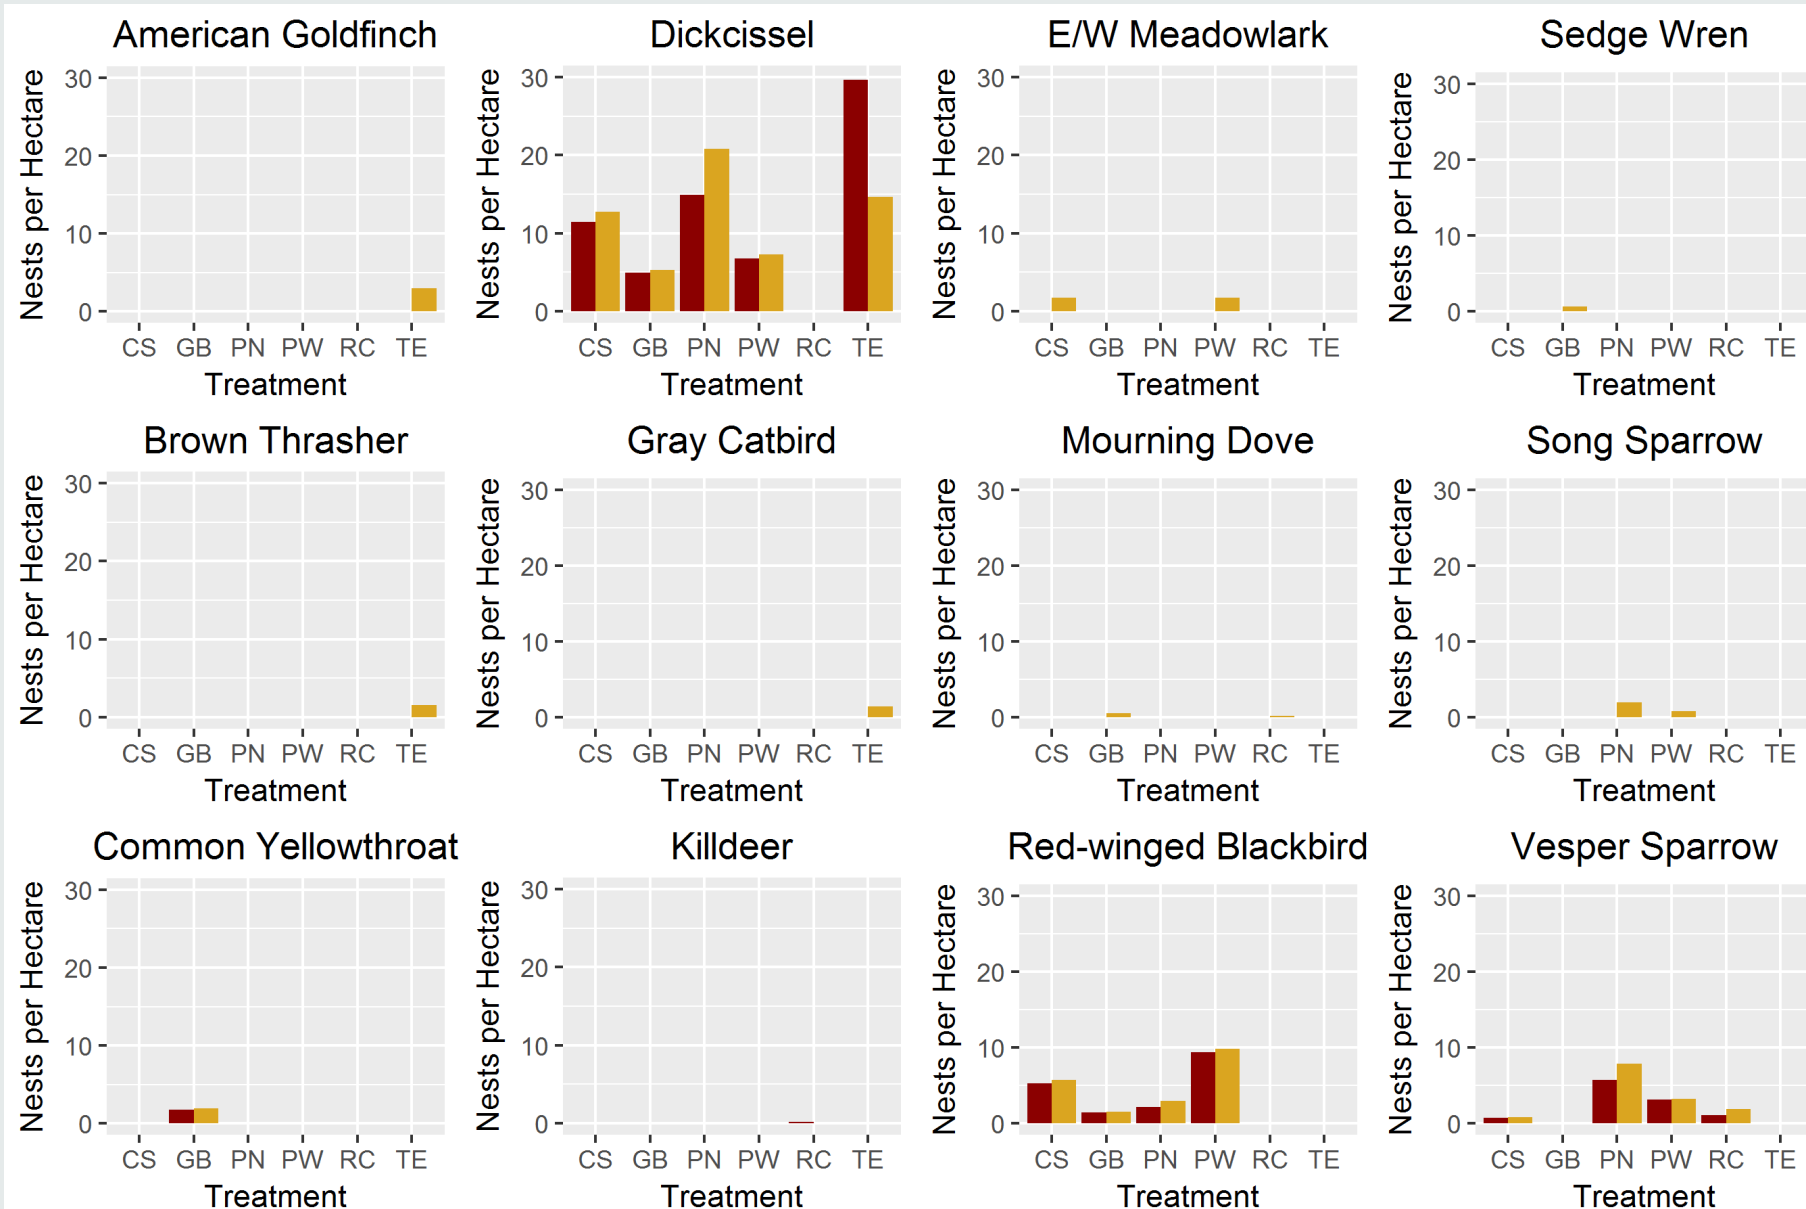 American Goldfinch
Nests per Hectare
30
20
10
0
CS GB PN PW RC TE
Treatment
Dickcissel
Nests per Hectare
30
20
10
0
CS GB PN PW RC TE
Treatment
E/W Meadowlark
Nests per Hectare
30
20
10
0
CS GB PN PW RC TE
Treatment
Sedge Wren
Nests per Hectare
30
20
10
0
CS GB PN PW RC TE
Treatment
Brown Thrasher
Nests per Hectare
30
20
10
0
CS GB PN PW RC TE
Treatment
Gray Catbird
Nests per Hectare
30
20
10
0
CS GB PN PW RC TE
Treatment
Mourning Dove
Nests per Hectare
30
20
10
0
CS GB PN PW RC TE
Treatment
Song Sparrow
Nests per Hectare
30
20
10
0
CS GB PN PW RC TE
Treatment
Common Yellowthroat
Nests per Hectare
30
20
10
0
CS GB PN PW RC TE
Treatment
Killdeer
Nests per Hectare
30
20
10
0
CS GB PN PW RC TE
Treatment
Red-winged Blackbird
Nests per Hectare
30
20
10
0
CS GB PN PW RC TE
Treatment
Vesper Sparrow
Nests per Hectare
30
20
10
0
CS GB PN PW RC TE
Treatment